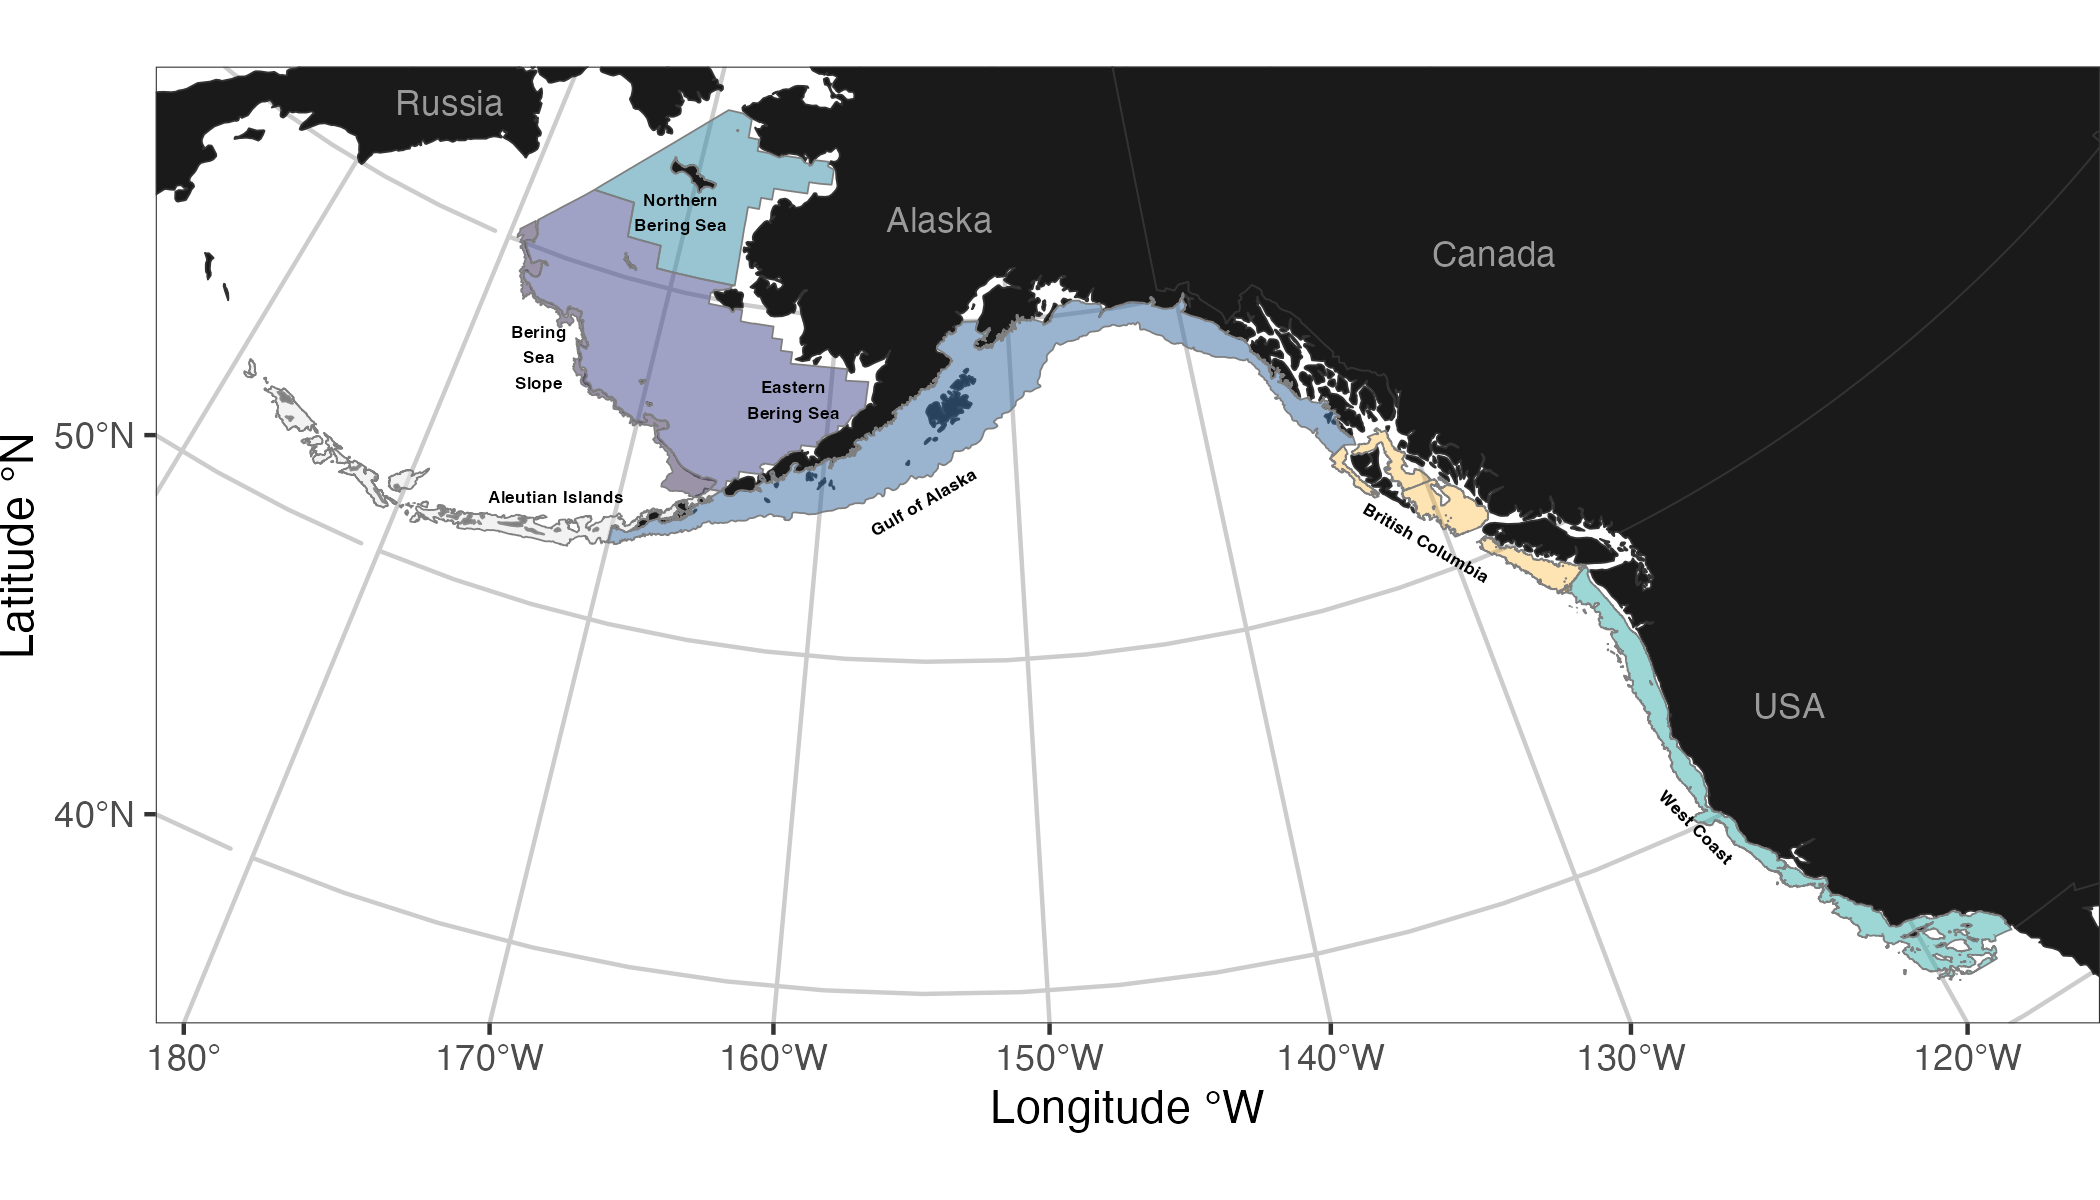 Russia
Alaska
Canada
USA
Northern
Bering Sea
Bering
Sea
Slope
Eastern
Bering Sea
Aleutian Islands
Gulf of Alaska
British Columbia
West Coast
50°N
40°N
Latitude °N
180°
170°W
160°W
150°W
140°W
130°W
120°W
Longitude °W